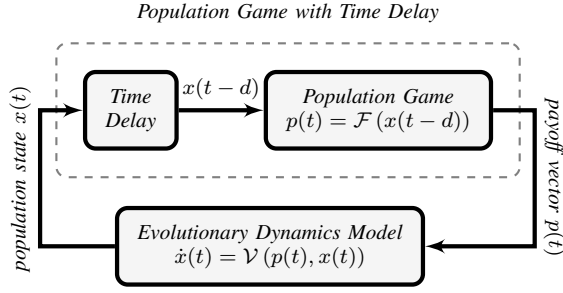 Population Game with Time Delay
Time
Delay
x(t − d)
Population Game
p(t) = F (x(t − d))
population state x(t)
payoff vector p(t)
Evolutionary Dynamics Model
ẋ(t) = V (p(t), x(t))